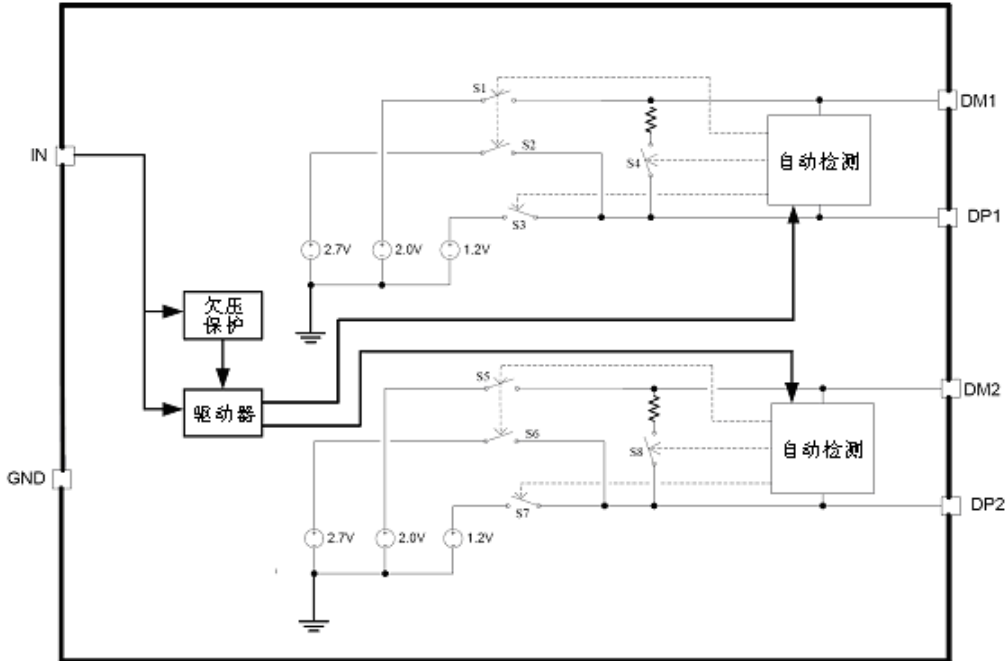 S1
DM1
IN
S2
S4
自动检测
DP1
S3
2.7V
2.0V
1.2V
欠压
保护
驱动器
S5
DM2
S6
S8
自动检测
GND
S7
DP2
2.7V
2.0V
1.2V